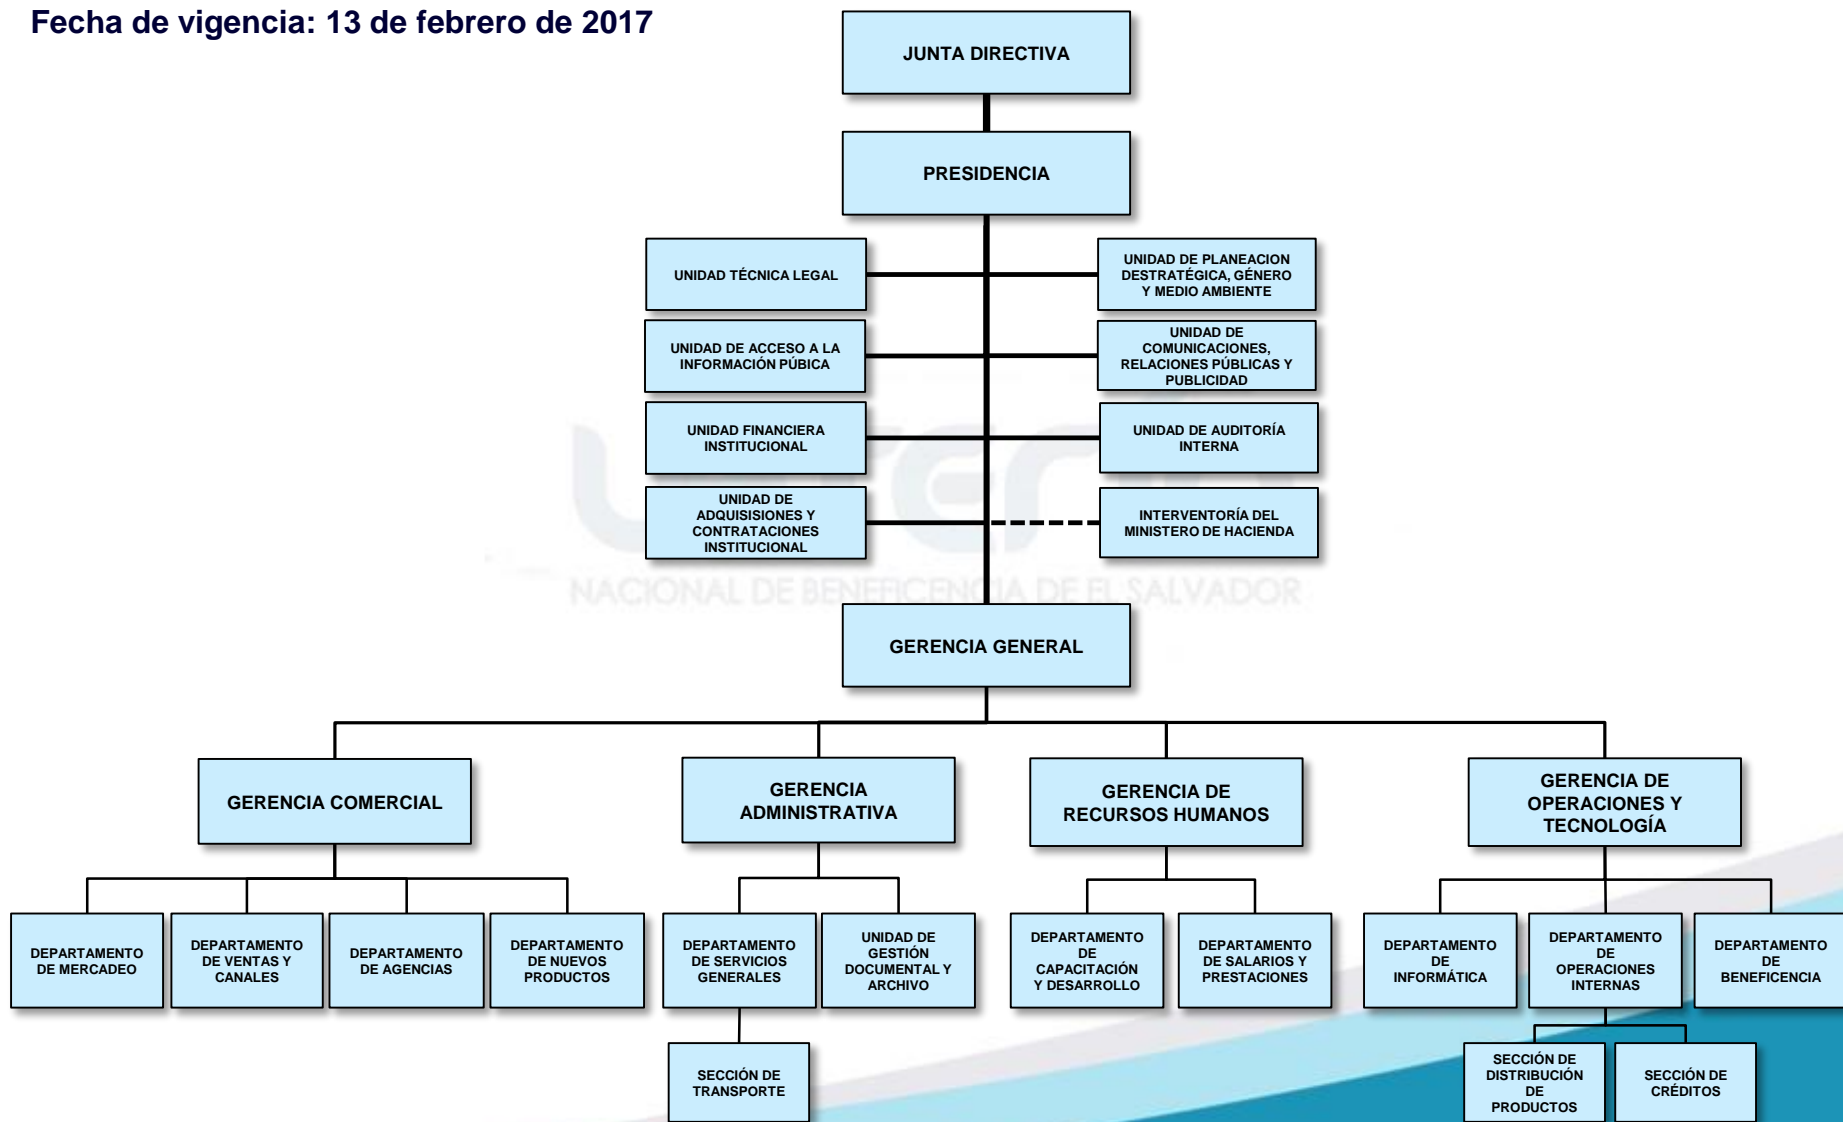 Fecha de vigencia: 13 de febrero de 2017
JUNTA DIRECTIVA
PRESIDENCIA
UNIDAD TÉCNICA LEGAL
UNIDAD DE PLANEACION
DESTRATÉGICA, GÉNERO
Y MEDIO AMBIENTE
UNIDAD DE ACCESO A LA
INFORMACIÓN PÚBICA
UNIDAD DE
COMUNICACIONES,
RELACIONES PÚBLICAS Y
PUBLICIDAD
UNIDAD FINANCIERA
INSTITUCIONAL
UNIDAD DE AUDITORÍA
INTERNA
UNIDAD DE
ADQUISISIONES Y
CONTRATACIONES
INSTITUCIONAL
INTERVENTORÍA DEL
MINISTERO DE HACIENDA
NACIONAL DE BENEFICENCIA DE EL SALVADOR
GERENCIA GENERAL
GERENCIA COMERCIAL
GERENCIA
ADMINISTRATIVA
GERENCIA DE
RECURSOS HUMANOS
GERENCIA DE
OPERACIONES Y
TECNOLOGÍA
DEPARTAMENTO
DE MERCADEO
DEPARTAMENTO
DE VENTAS Y
CANALES
DEPARTAMENTO
DE AGENCIAS
DEPARTAMENTO
DE NUEVOS
PRODUCTOS
DEPARTAMENTO
DE SERVICIOS
GENERALES
UNIDAD DE
GESTIÓN
DOCUMENTAL Y
ARCHIVO
DEPARTAMENTO
DE
CAPACITACIÓN
Y DESARROLLO
DEPARTAMENTO
DE SALARIOS Y
PRESTACIONES
DEPARTAMENTO
DE
INFORMÁTICA
DEPARTAMENTO
DE
OPERACIONES
INTERNAS
DEPARTAMENTO
DE
BENEFICENCIA
SECCIÓN DE
TRANSPORTE
SECCIÓN DE
DISTRIBUCIÓN
DE
PRODUCTOS
SECCIÓN DE
CRÉDITOS